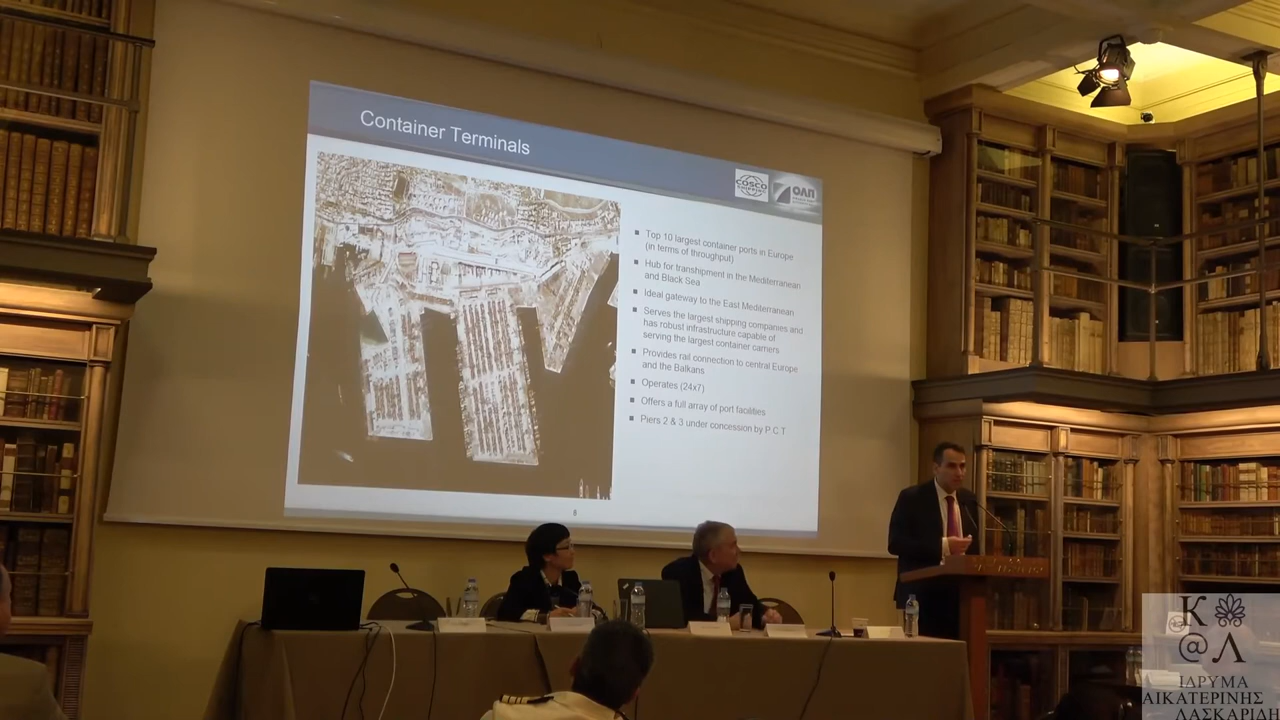 Container Terminals
COSCO
SHIPPING
ΟΛΠ
Top 10 largest container ports in Europe
(in terms of throughput)
Hub for transhipment in the Mediterranean
and Black Sea
Ideal gateway to the East Mediterranean
Serves the largest shipping companies and
has robust infrastructure capable of
serving the largest container carriers
Provides rail connection to central Europe
and the Balkans
Operates (24x7)
Offers a full array of port facilities
Piers 2 & 3 under concession by P.C.T
8
Κ
@ Λ
ΙΔΡΥΜΑ
ΑΙΚΑΤΕΡΙΝΗΣ
ΛΑΣΚΑΡΙΔΗ